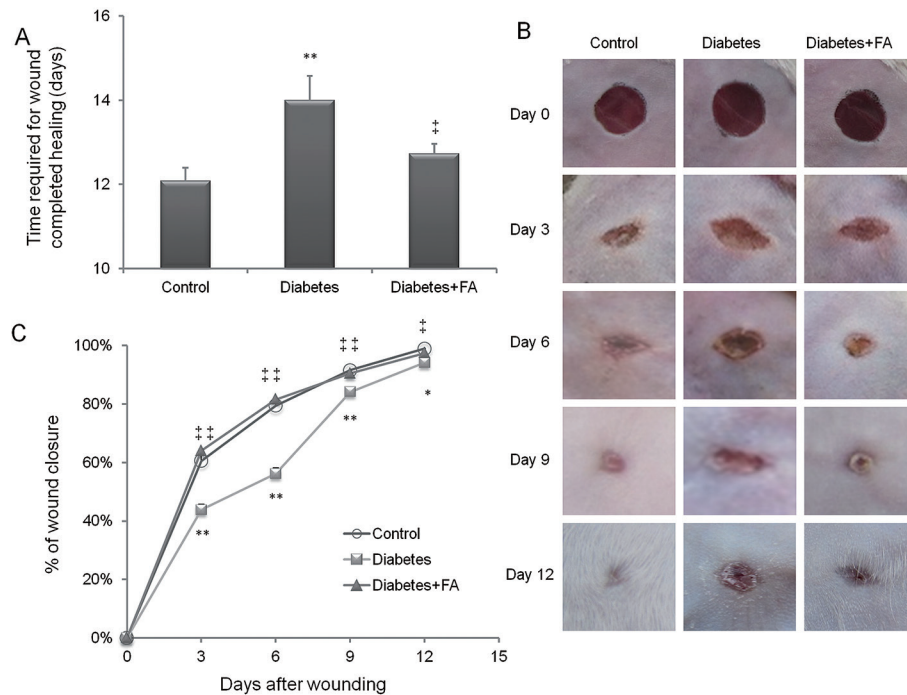 A
Time required for wound
completed healing (days)
16
14
12
10
**
‡
Control
Diabetes
Diabetes+FA
B
Control
Diabetes
Diabetes+FA
Day 0
Day 3
Day 6
Day 9
Day 12
C
% of wound closure
100%
80%
60%
40%
20%
0%
‡‡
‡‡
‡‡
‡‡
‡‡
‡‡
‡
**
**
**
*
Control
Diabetes
Diabetes+FA
0
3
6
9
12
15
Days after wounding